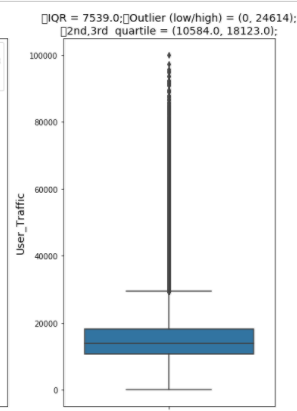 ▯IQR = 7539.0;▯Outlier (low/high) = (0, 24614);
▯2nd,3rd quartile = (10584.0, 18123.0);
100000
80000
60000
40000
20000
0
User_Traffic